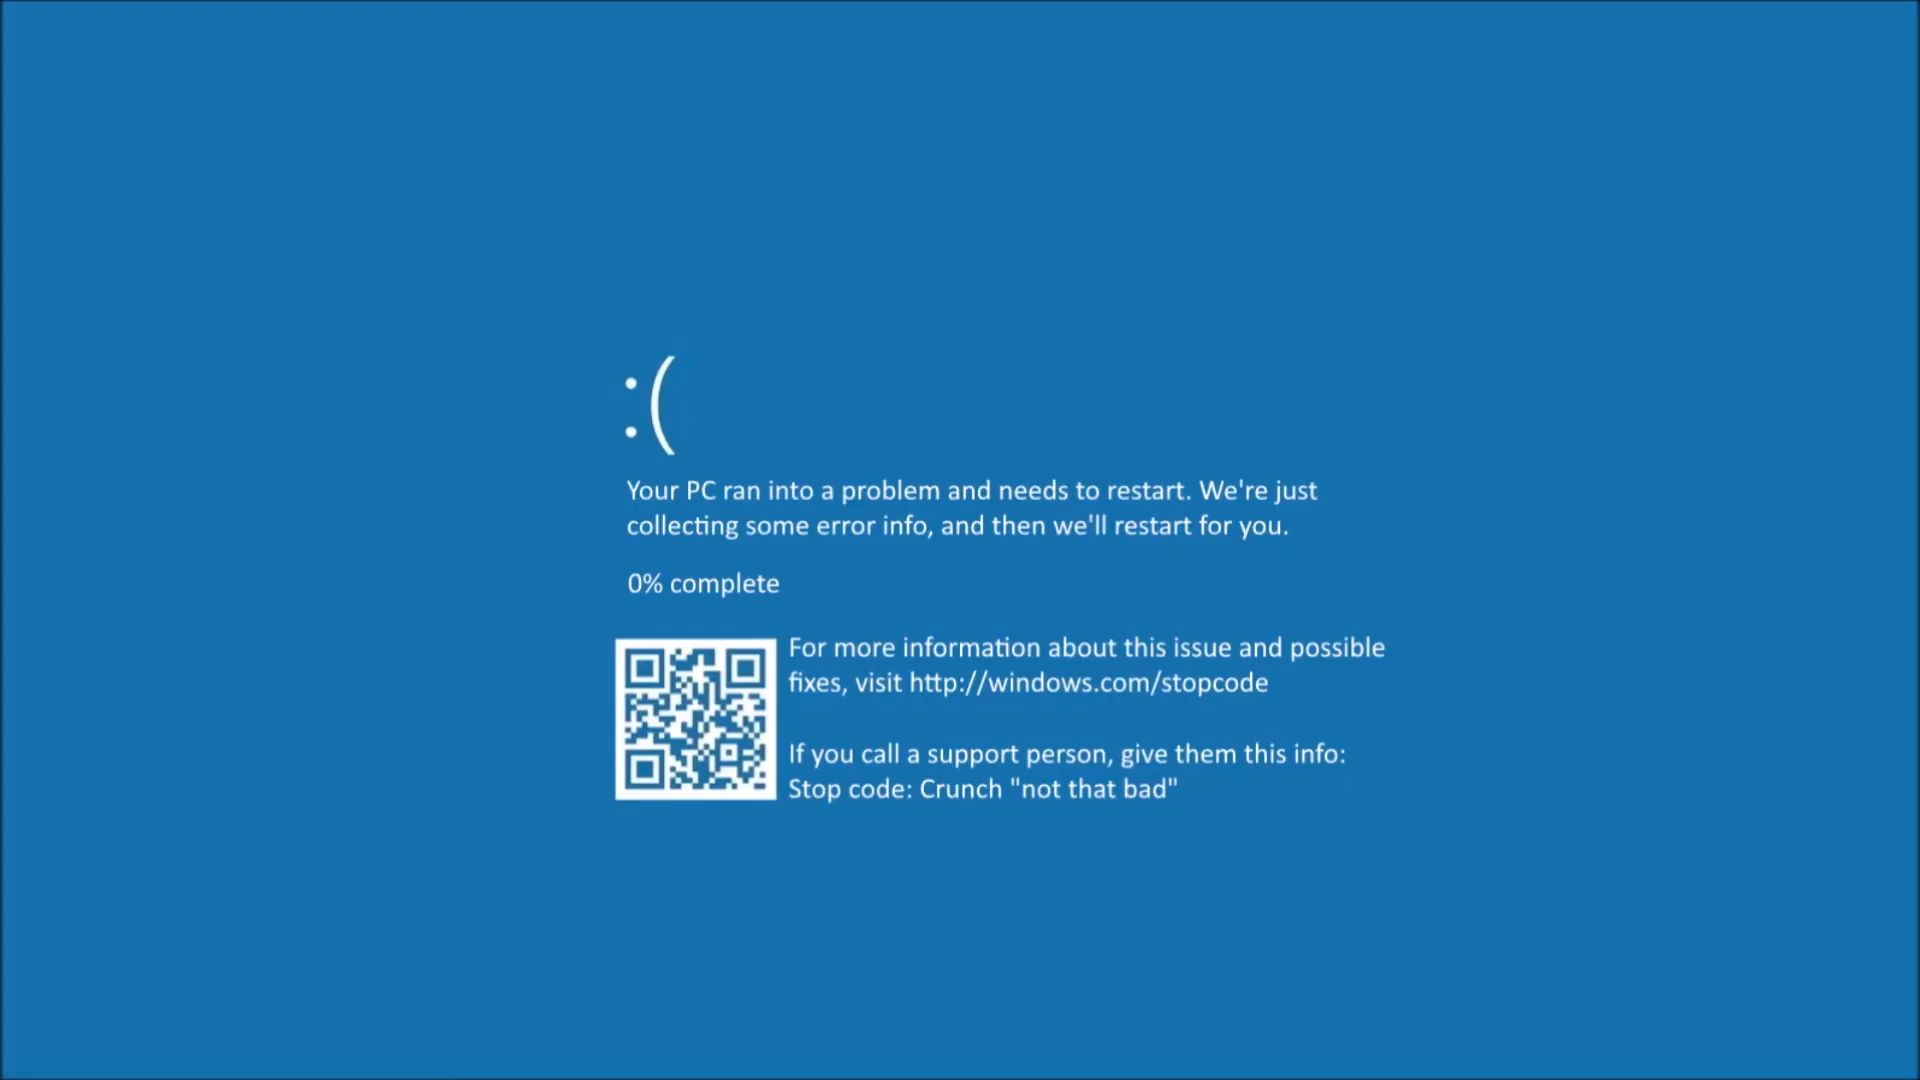 :(
Your PC ran into a problem and needs to restart. We're just
collecting some error info, and then we'll restart for you.
0% complete
For more information about this issue and possible
fixes, visit http://windows.com/stopcode
If you call a support person, give them this info:
Stop code: Crunch "not that bad"